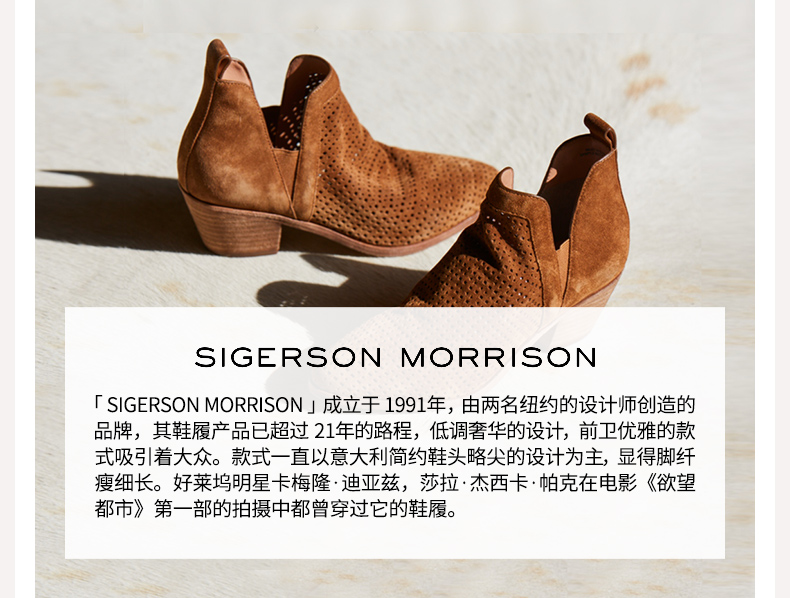 SIGERSON MORRISON
「 SIGERSON MORRISON 」成立于 1991年，由两名纽约的设计师创造的
品牌，其鞋履产品已超过 21年的路程，低调奢华的设计，前卫优雅的款
式吸引着大众。款式一直以意大利简约鞋头略尖的设计为主，显得脚纤
瘦细长。好莱坞明星卡梅隆·迪亚兹，莎拉·杰西卡·帕克在电影《欲望
都市》第一部的拍摄中都曾穿过它的鞋履。